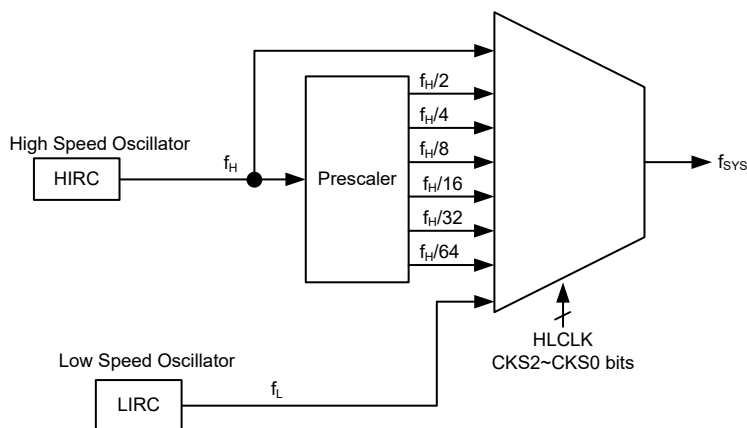 High Speed Oscillator
HIRC
fH
Prescaler
fH/2
fH/4
fH/8
fH/16
fH/32
fH/64
fSYS
HLCLK
CKS2~CKS0 bits
Low Speed Oscillator
LIRC
fL